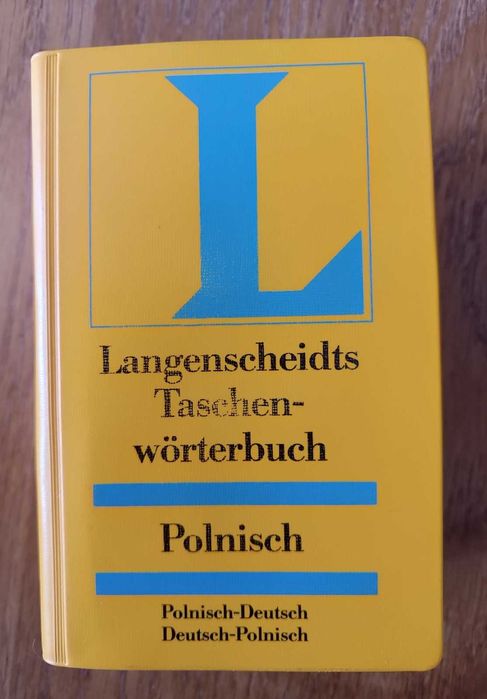 L
Langenscheidts
Taschen-
wörterbuch
Polnisch
Polnisch-Deutsch
Deutsch-Polnisch